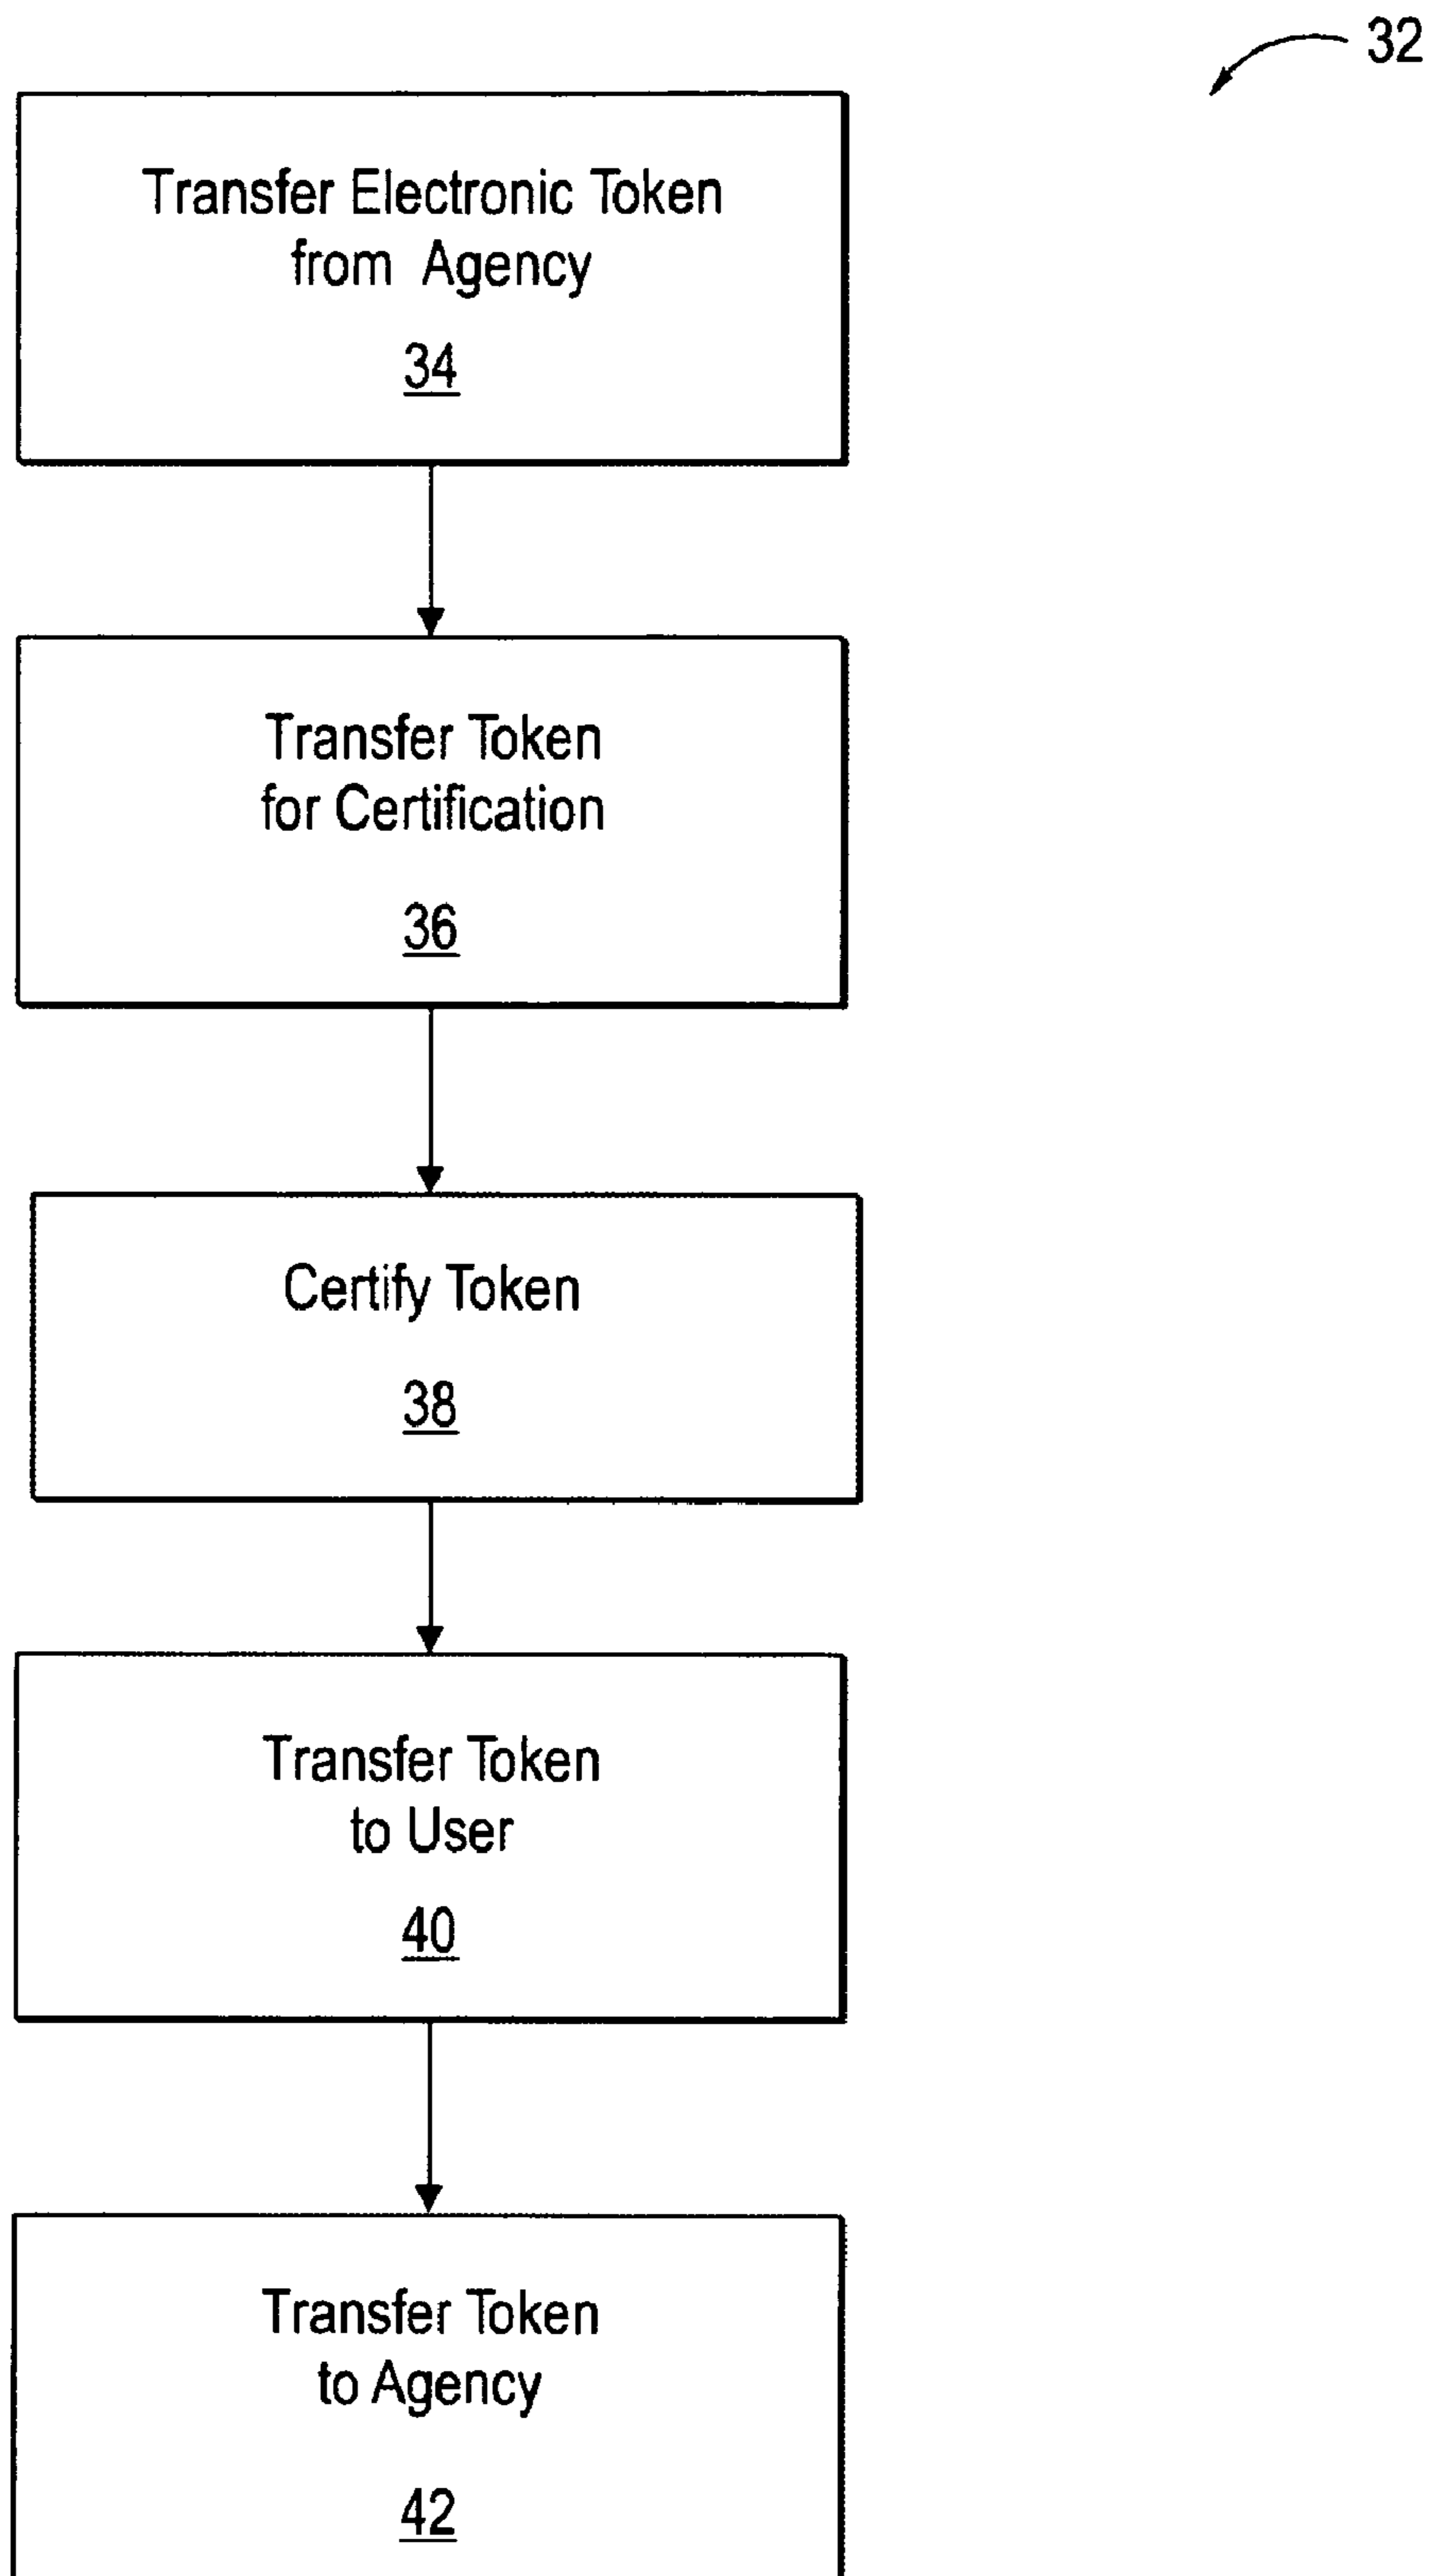 32
Transfer Electronic Token
from Agency
34
Transfer Token
for Certification
36
Certify Token
38
Transfer Token
to User
40
Transfer Token
to Agency
42